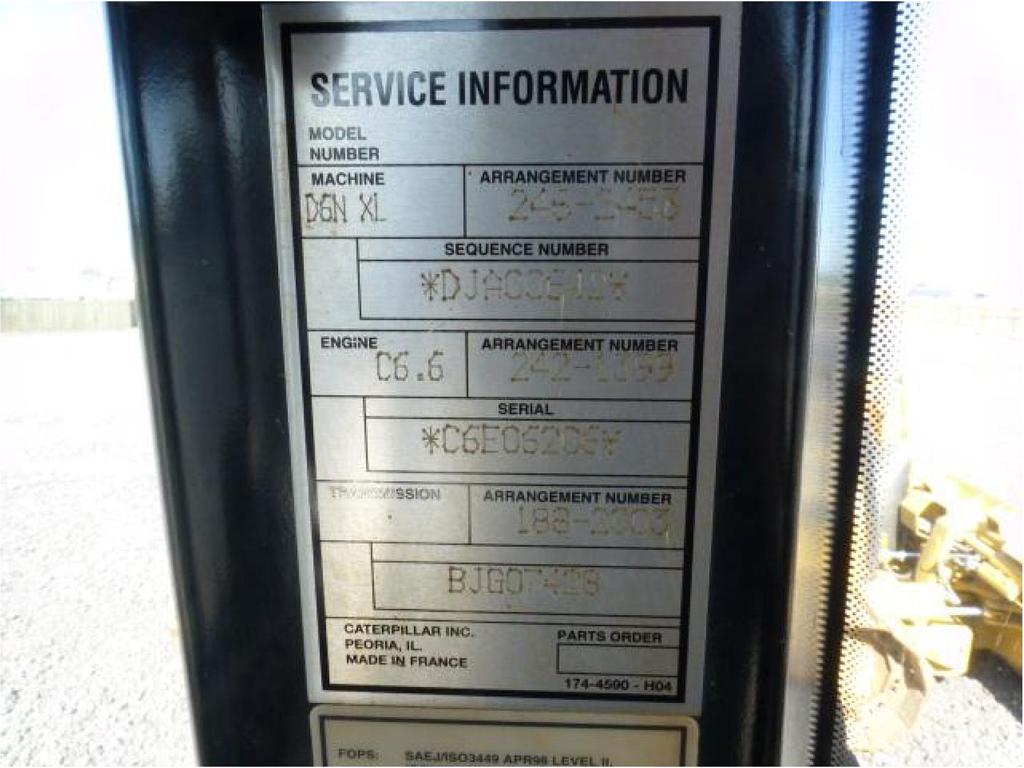 SERVICE INFORMATION
MODEL
NUMBER
MACHINE
ARRANGEMENT NUMBER
D6N XL
SEQUENCE NUMBER
ENGINE
ARRANGEMENT NUMBER
C6.6
SERIAL
*C6E06206*
TRANSMISSION
ARRANGEMENT NUMBER
BJG07428
CATERPILLAR INC.
PEORIA, IL.
MADE IN FRANCE
PARTS ORDER
174-4590 - H04
FOPS: SAEJ/ISO3449 APR98 LEVEL II.